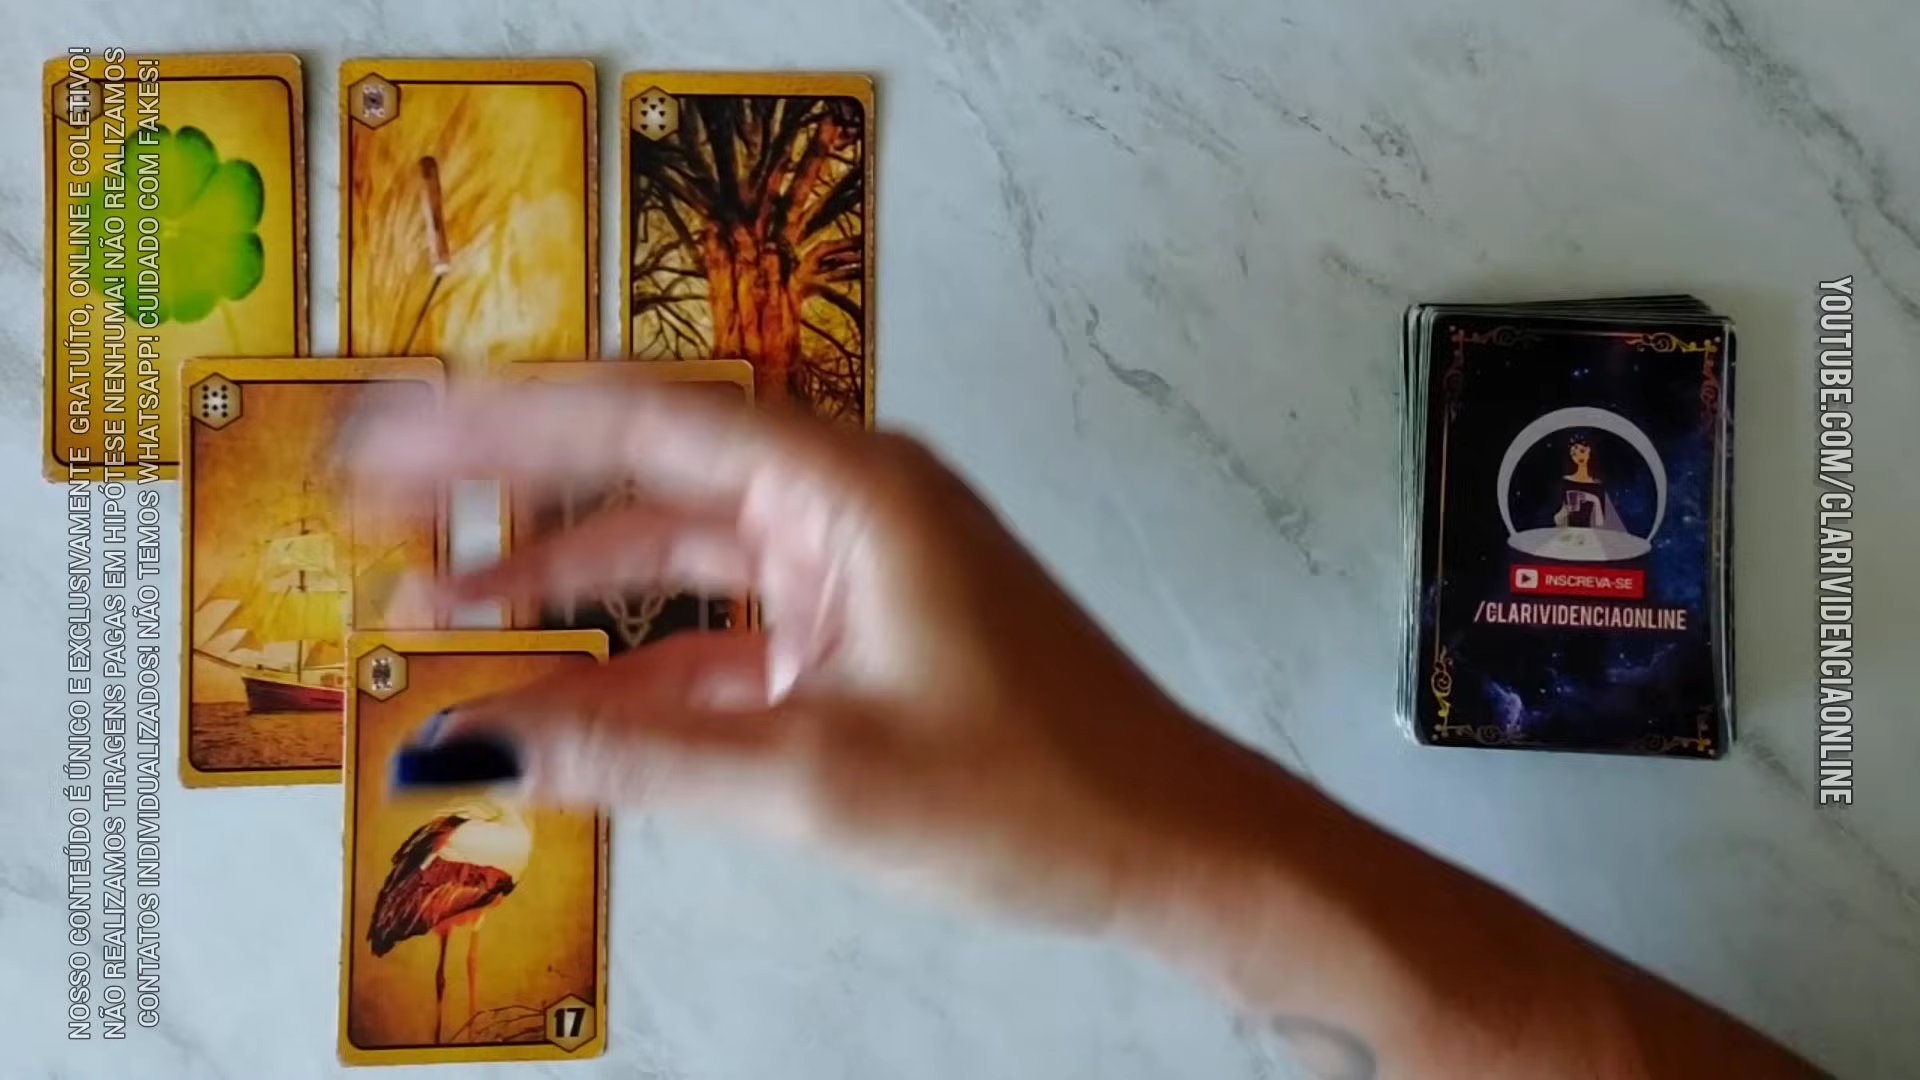 NOSSO CONTEÚDO É ÚNICO E EXCLUSIVAMENTE GRATUÍTO, ONLINE E COLETIVO!
NÃO REALIZAMOS TIRAGENS PAGAS EM HIPÓTESE NENHUMA! NÃO REALIZAMOS
CONTATOS INDIVIDUALIZADOS! NÃO TEMOS WHATSAPP! CUIDADO COM FAKES!
17
INSCREVA-SE
/CLARIVIDENCIAONLINE
YOUTUBE.COM/CLARIVIDENCIAONLINE